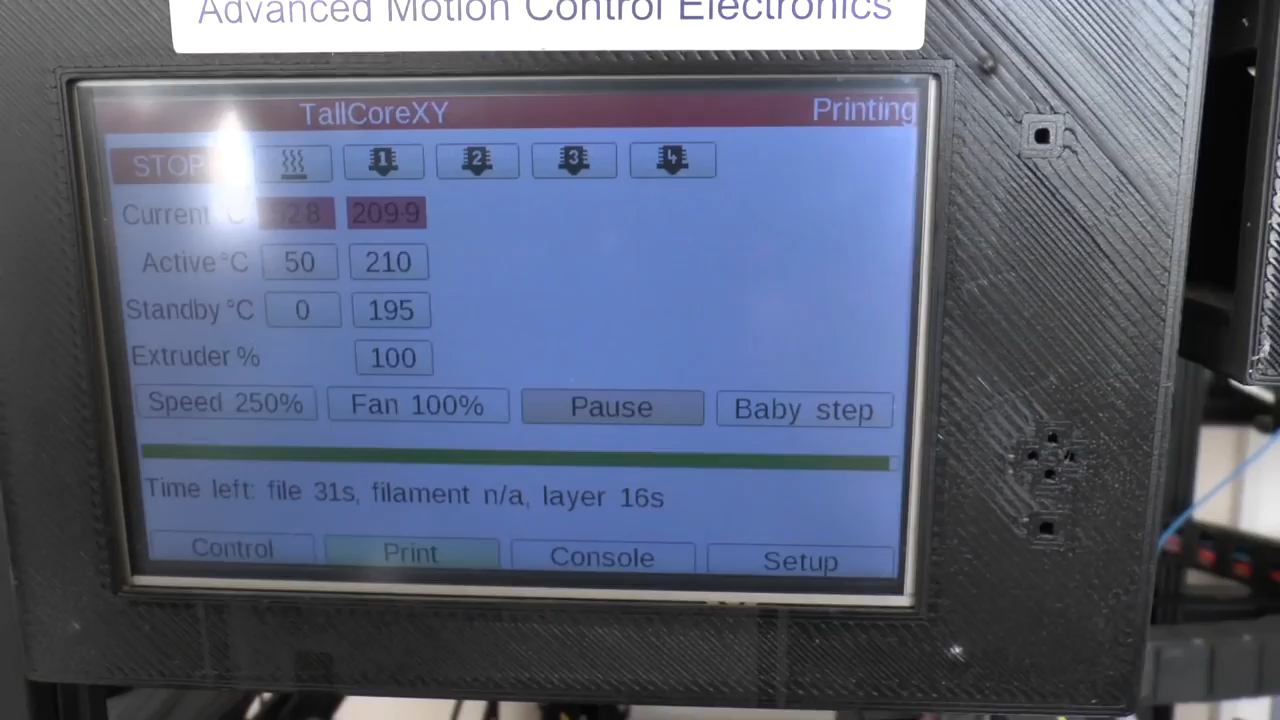 Advanced Motion Control Electronics
TallCoreXY Printing
STOP 1 2 3 4
Current 209.9
Active °C 50 210
Standby °C 0 195
Extruder % 100
Speed 250% Fan 100% Pause Baby step
Time left: file 31s, filament n/a, layer 16s
Control Print Console Setup